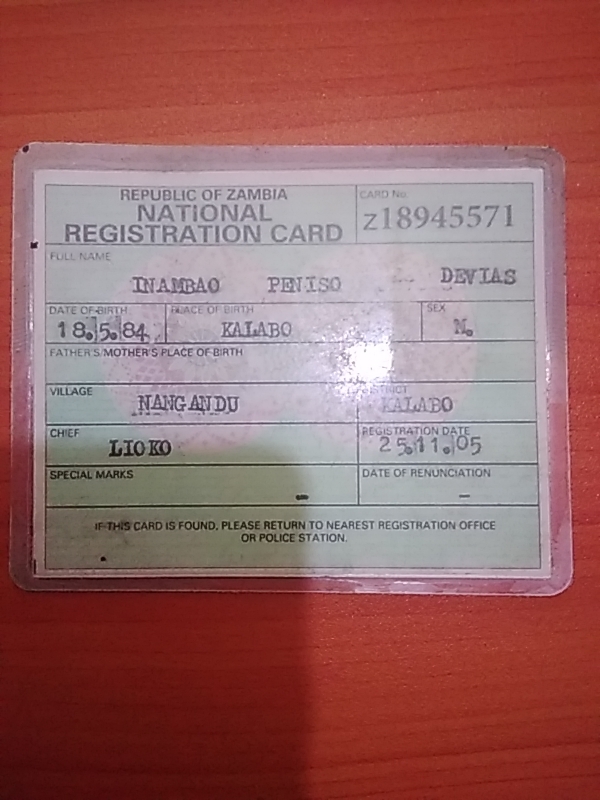 REPUBLIC OF ZAMBIA
NATIONAL
REGISTRATION CARD
CARD No.
Z18945571
FULL NAME
INAMBAO PENISO DEVIAS
DATE OF BIRTH PLACE OF BIRTH SEX
18.5.84. KALABO M.
FATHER'S/MOTHER'S PLACE OF BIRTH
VILLAGE DISTRICT
NANGANDU KALABO
CHIEF REGISTRATION DATE
LIOKO 25.11.05
SPECIAL MARKS DATE OF RENUNCIATION
– –
IF THIS CARD IS FOUND, PLEASE RETURN TO NEAREST REGISTRATION OFFICE
OR POLICE STATION.